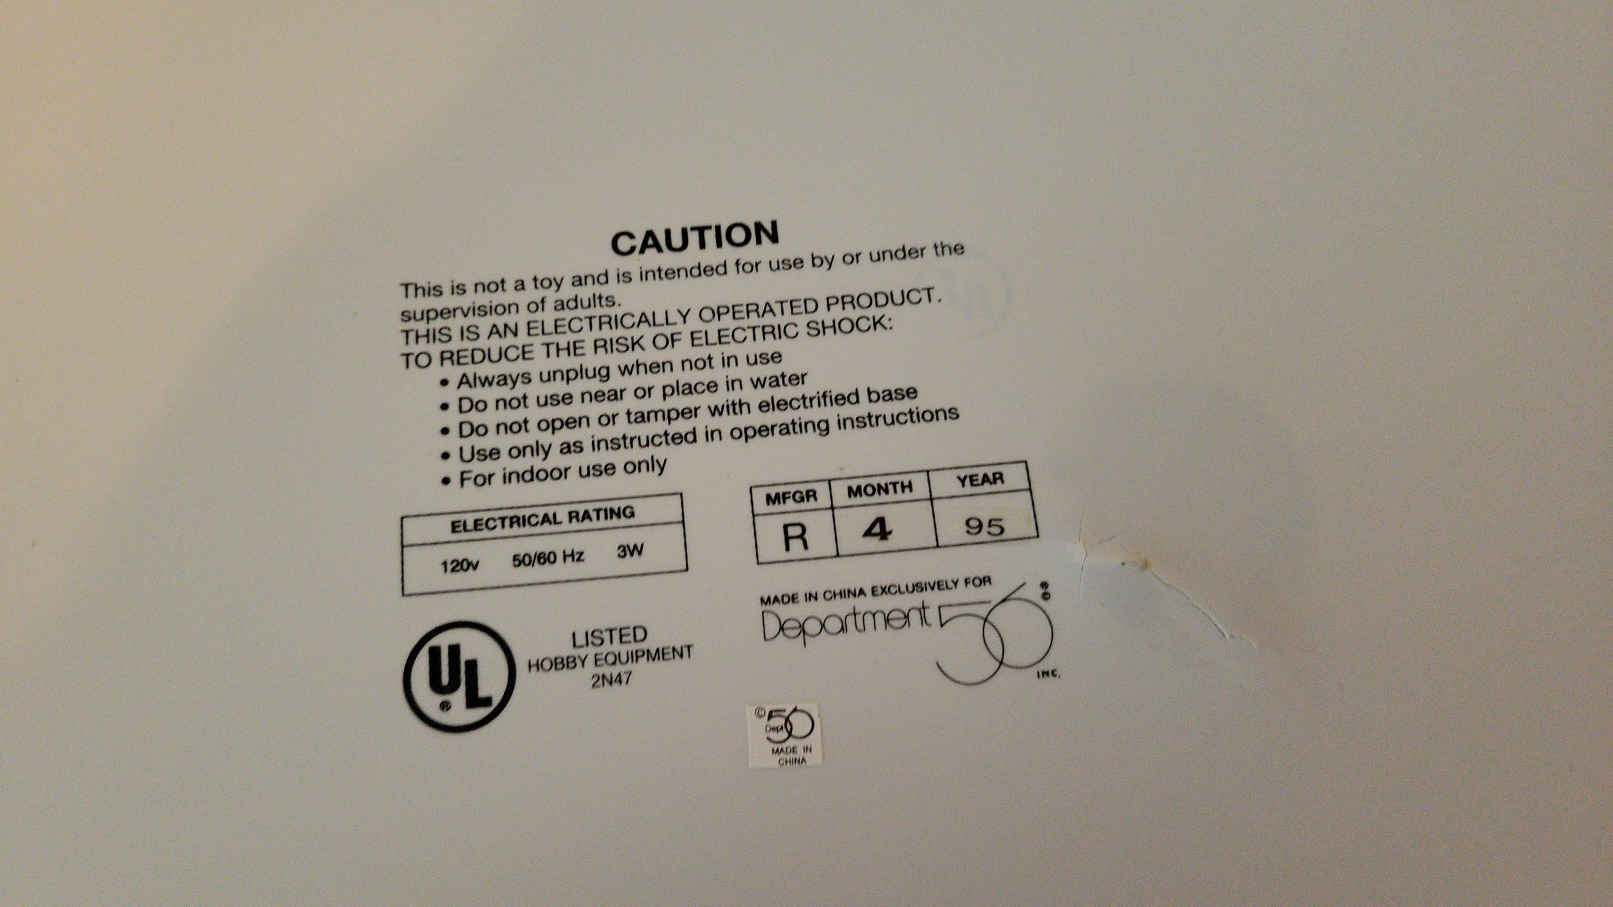 CAUTION
This is not a toy and is intended for use by or under the
supervision of adults.
THIS IS AN ELECTRICALLY OPERATED PRODUCT.
TO REDUCE THE RISK OF ELECTRIC SHOCK:
• Always unplug when not in use
• Do not use near or place in water
• Do not open or tamper with electrified base
• Use only as instructed in operating instructions
• For indoor use only
ELECTRICAL RATING
120v 50/60 Hz 3W
MFGR MONTH YEAR
R 4 95
UL ®
LISTED
HOBBY EQUIPMENT
2N47
MADE IN CHINA EXCLUSIVELY FOR
Department 56 ® ©
INC.
© Dept 56
MADE IN
CHINA